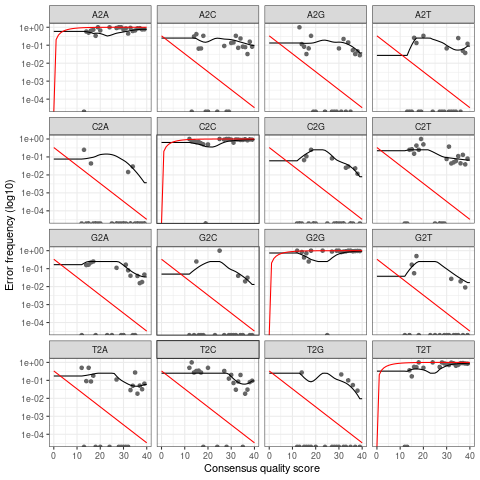 A2A A2C A2G A2T
1e+00
1e-01
1e-02
1e-03
1e-04
C2A C2C C2G C2T
1e+00
1e-01
1e-02
1e-03
1e-04
G2A G2C G2G G2T
1e+00
1e-01
1e-02
1e-03
1e-04
T2A T2C T2G T2T
1e+00
1e-01
1e-02
1e-03
1e-04
0 10 20 30 40 0 10 20 30 40 0 10 20 30 40 0 10 20 30 40
Consensus quality score
Error frequency (log10)